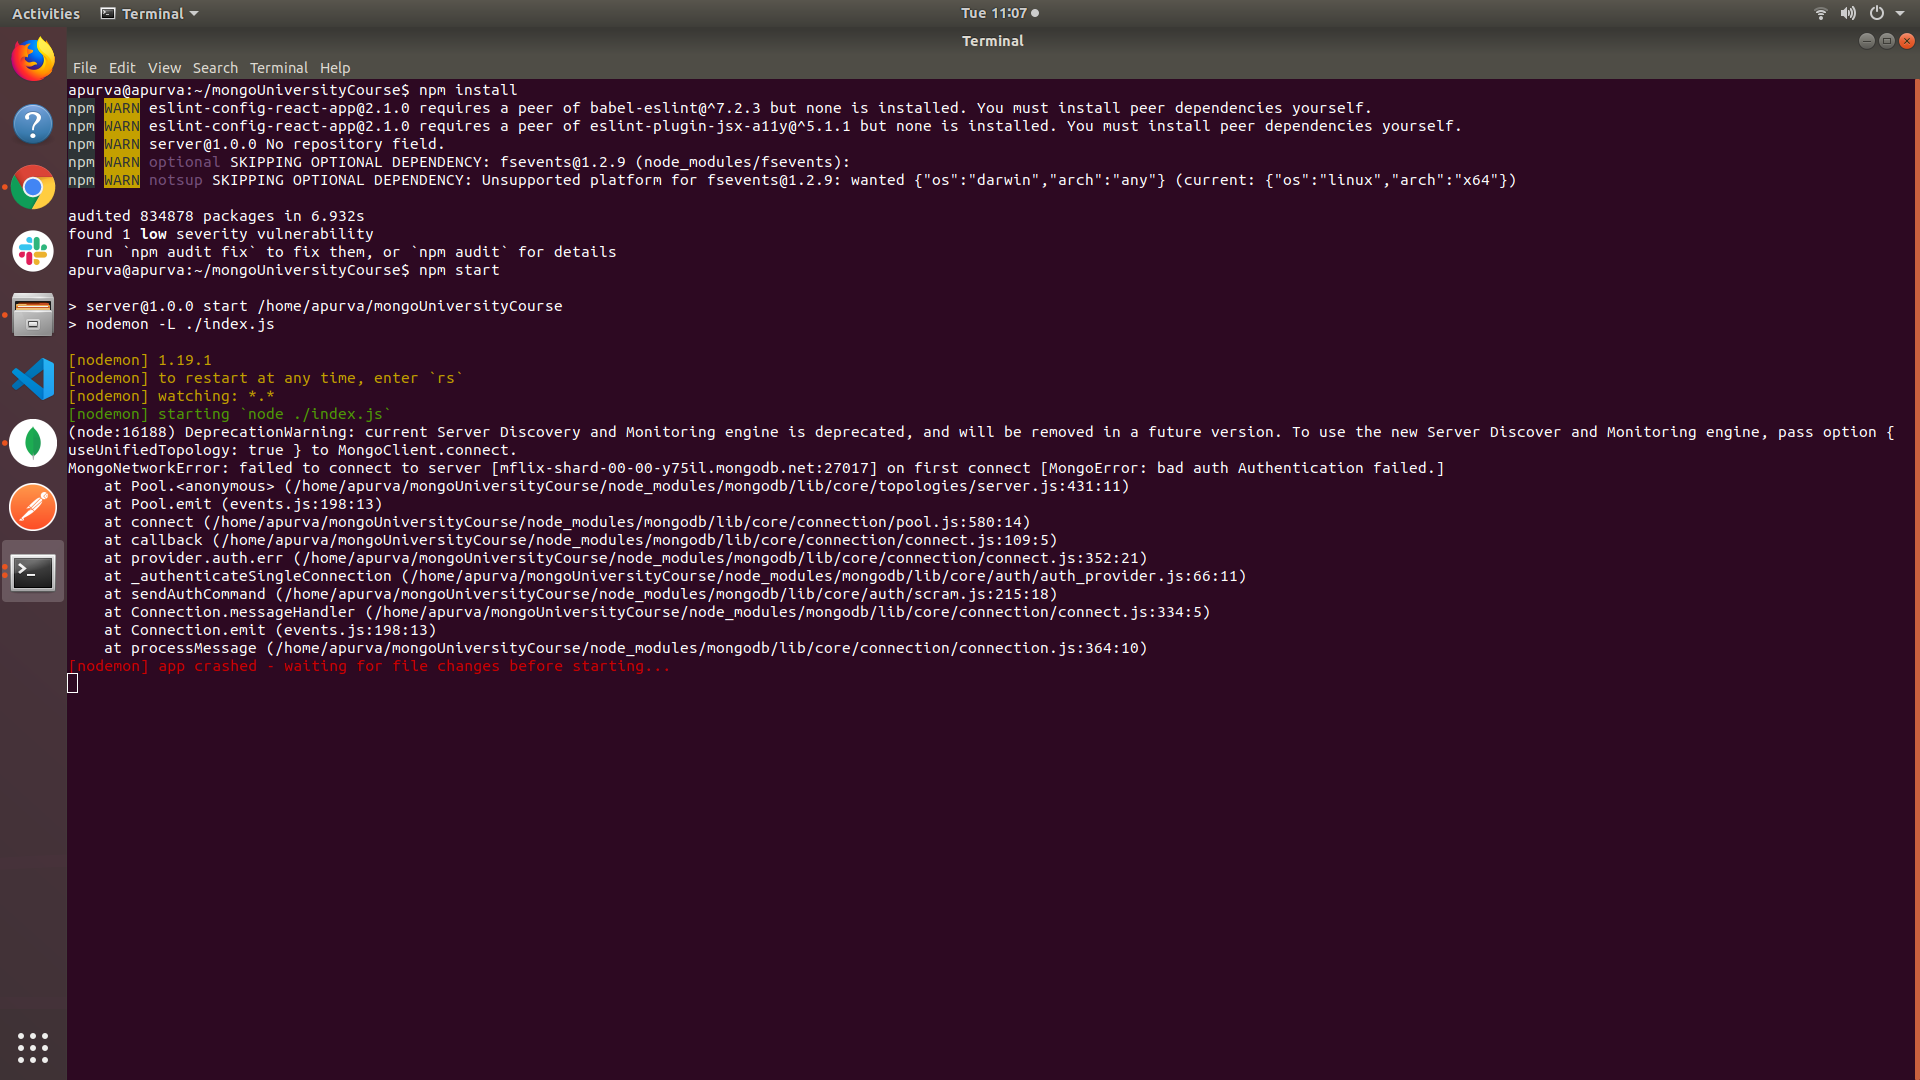 Activities Terminal Tue 11:07
Terminal
File Edit View Search Terminal Help
apurva@apurva:~/mongoUniversityCourse$ npm install
npm WARN eslint-config-react-app@2.1.0 requires a peer of babel-eslint@^7.2.3 but none is installed. You must install peer dependencies yourself.
npm WARN eslint-config-react-app@2.1.0 requires a peer of eslint-plugin-jsx-a11y@^5.1.1 but none is installed. You must install peer dependencies yourself.
npm WARN server@1.0.0 No repository field.
npm WARN optional SKIPPING OPTIONAL DEPENDENCY: fsevents@1.2.9 (node_modules/fsevents):
npm WARN notsup SKIPPING OPTIONAL DEPENDENCY: Unsupported platform for fsevents@1.2.9: wanted {"os":"darwin","arch":"any"} (current: {"os":"linux","arch":"x64"})
audited 834878 packages in 6.932s
found 1 low severity vulnerability
run `npm audit fix` to fix them, or `npm audit` for details
apurva@apurva:~/mongoUniversityCourse$ npm start
> server@1.0.0 start /home/apurva/mongoUniversityCourse
> nodemon -L ./index.js
[nodemon] 1.19.1
[nodemon] to restart at any time, enter `rs`
[nodemon] watching: *.*
[nodemon] starting `node ./index.js`
(node:16188) DeprecationWarning: current Server Discovery and Monitoring engine is deprecated, and will be removed in a future version. To use the new Server Discover and Monitoring engine, pass option {
useUnifiedTopology: true } to MongoClient.connect.
MongoNetworkError: failed to connect to server [mflix-shard-00-00-y75il.mongodb.net:27017] on first connect [MongoError: bad auth Authentication failed.]
at Pool.<anonymous> (/home/apurva/mongoUniversityCourse/node_modules/mongodb/lib/core/topologies/server.js:431:11)
at Pool.emit (events.js:198:13)
at connect (/home/apurva/mongoUniversityCourse/node_modules/mongodb/lib/core/connection/pool.js:580:14)
at callback (/home/apurva/mongoUniversityCourse/node_modules/mongodb/lib/core/connection/connect.js:109:5)
at provider.auth.err (/home/apurva/mongoUniversityCourse/node_modules/mongodb/lib/core/connection/connect.js:352:21)
at _authenticateSingleConnection (/home/apurva/mongoUniversityCourse/node_modules/mongodb/lib/core/auth/auth_provider.js:66:11)
at sendAuthCommand (/home/apurva/mongoUniversityCourse/node_modules/mongodb/lib/core/auth/scram.js:215:18)
at Connection.messageHandler (/home/apurva/mongoUniversityCourse/node_modules/mongodb/lib/core/connection/connect.js:334:5)
at Connection.emit (events.js:198:13)
at processMessage (/home/apurva/mongoUniversityCourse/node_modules/mongodb/lib/core/connection/connection.js:364:10)
[nodemon] app crashed - waiting for file changes before starting...